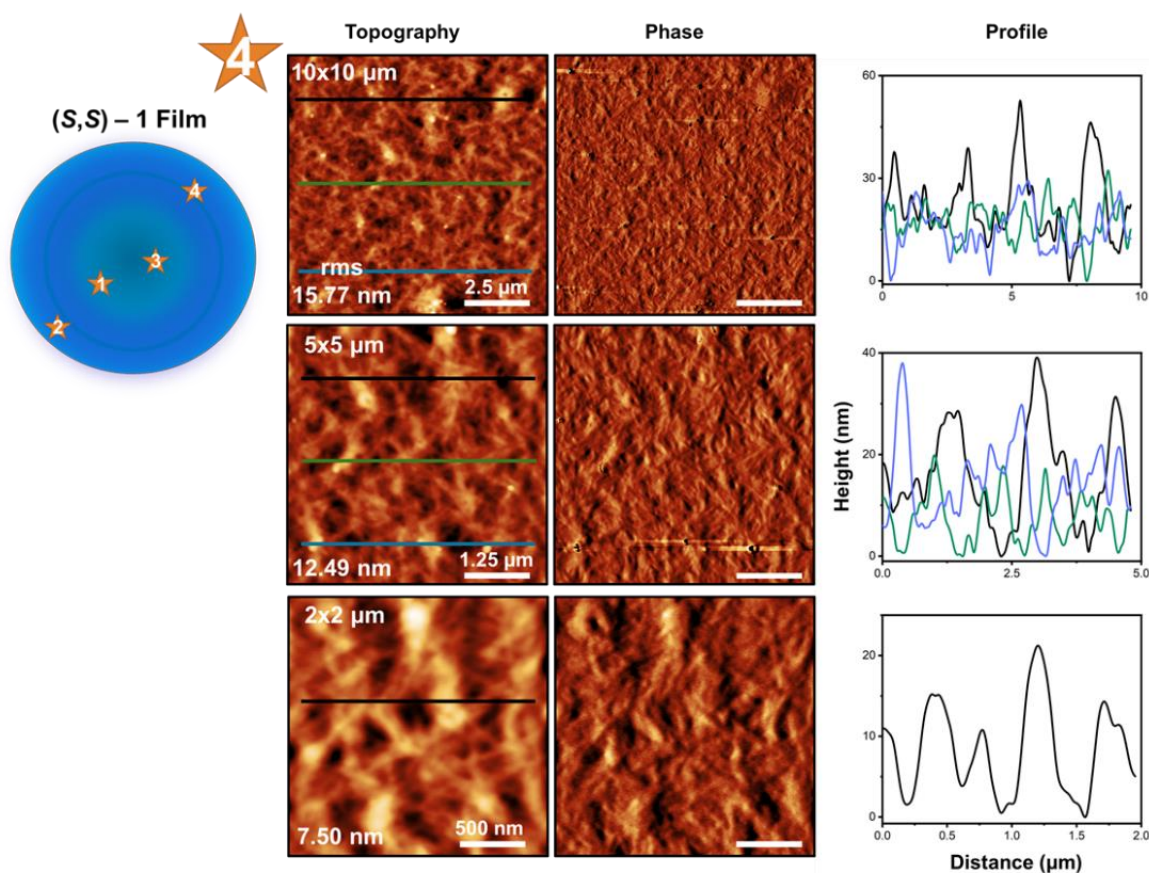 4
(S,S) – 1 Film
4
3
1
2
Topography
Phase
Profile
10x10 µm
rms
15.77 nm
2.5 µm
60
30
0
0
5
10
5x5 µm
12.49 nm
1.25 µm
Height (nm)
40
20
0
0.0
2.5
5.0
2x2 µm
7.50 nm
500 nm
20
10
0
0.0
0.5
1.0
1.5
2.0
Distance (µm)